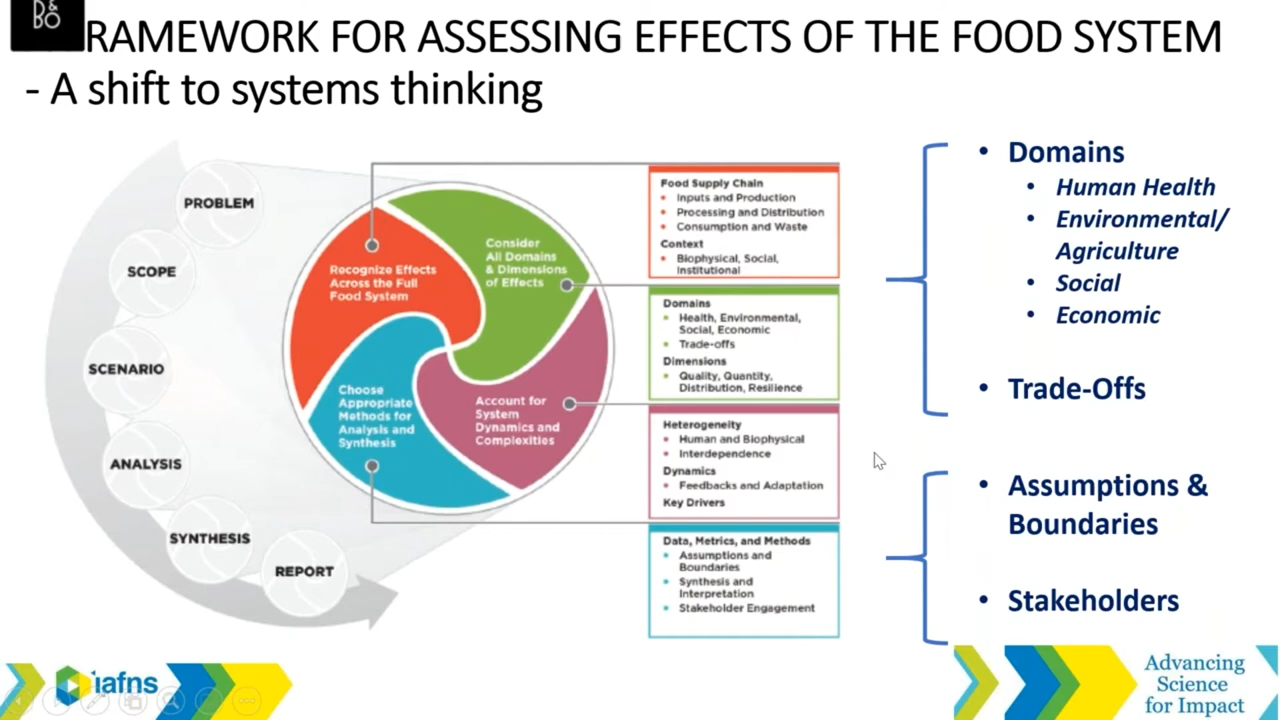 B&O
RAMEWORK FOR ASSESSING EFFECTS OF THE FOOD SYSTEM
- A shift to systems thinking
PROBLEM
SCOPE
SCENARIO
ANALYSIS
SYNTHESIS
REPORT
Recognize Effects
Across the Full
Food System
Consider
All Domains
& Dimensions
of Effects
Choose
Appropriate
Methods for
Analysis and
Synthesis
Account for
System
Dynamics and
Complexities
Food Supply Chain
• Inputs and Production
• Processing and Distribution
• Consumption and Waste
Context
• Biophysical, Social,
Institutional
Domains
• Health, Environmental,
Social, Economic
• Trade-offs
Dimensions
• Quality, Quantity,
Distribution, Resilience
Heterogeneity
• Human and Biophysical
• Interdependence
Dynamics
• Feedbacks and Adaptation
Key Drivers
Data, Metrics, and Methods
• Assumptions and
Boundaries
• Synthesis and
Interpretation
• Stakeholder Engagement
• Domains
• Human Health
• Environmental/
Agriculture
• Social
• Economic
• Trade-Offs
• Assumptions &
Boundaries
• Stakeholders
iafns
Advancing
Science
for Impact